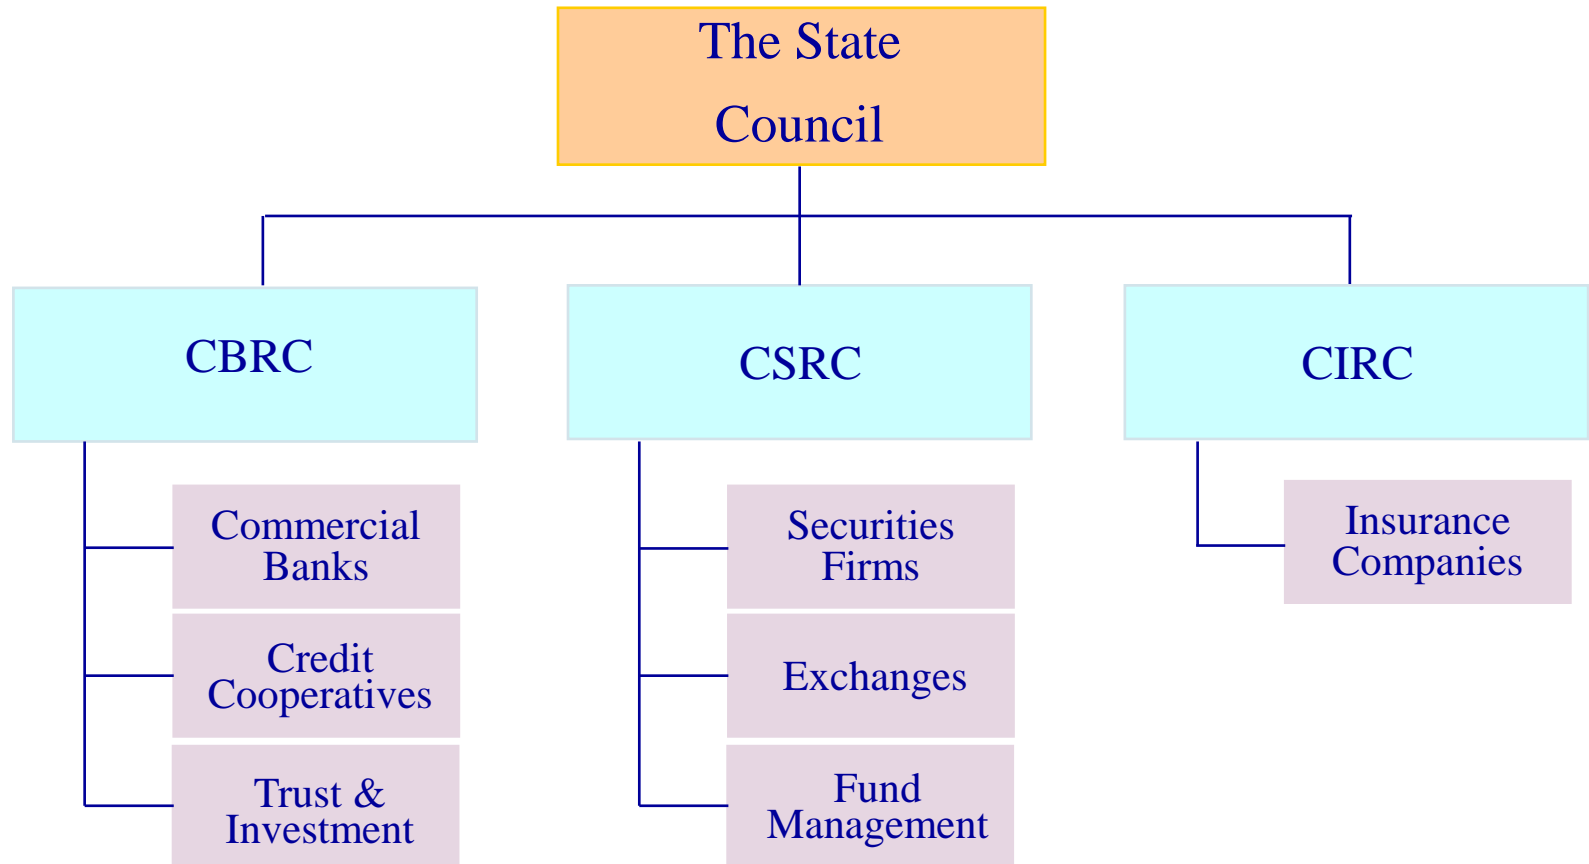 The State
Council
CBRC
CSRC
CIRC
Commercial
Banks
Credit
Cooperatives
Trust &
Investment
Securities
Firms
Exchanges
Fund
Management
Insurance
Companies